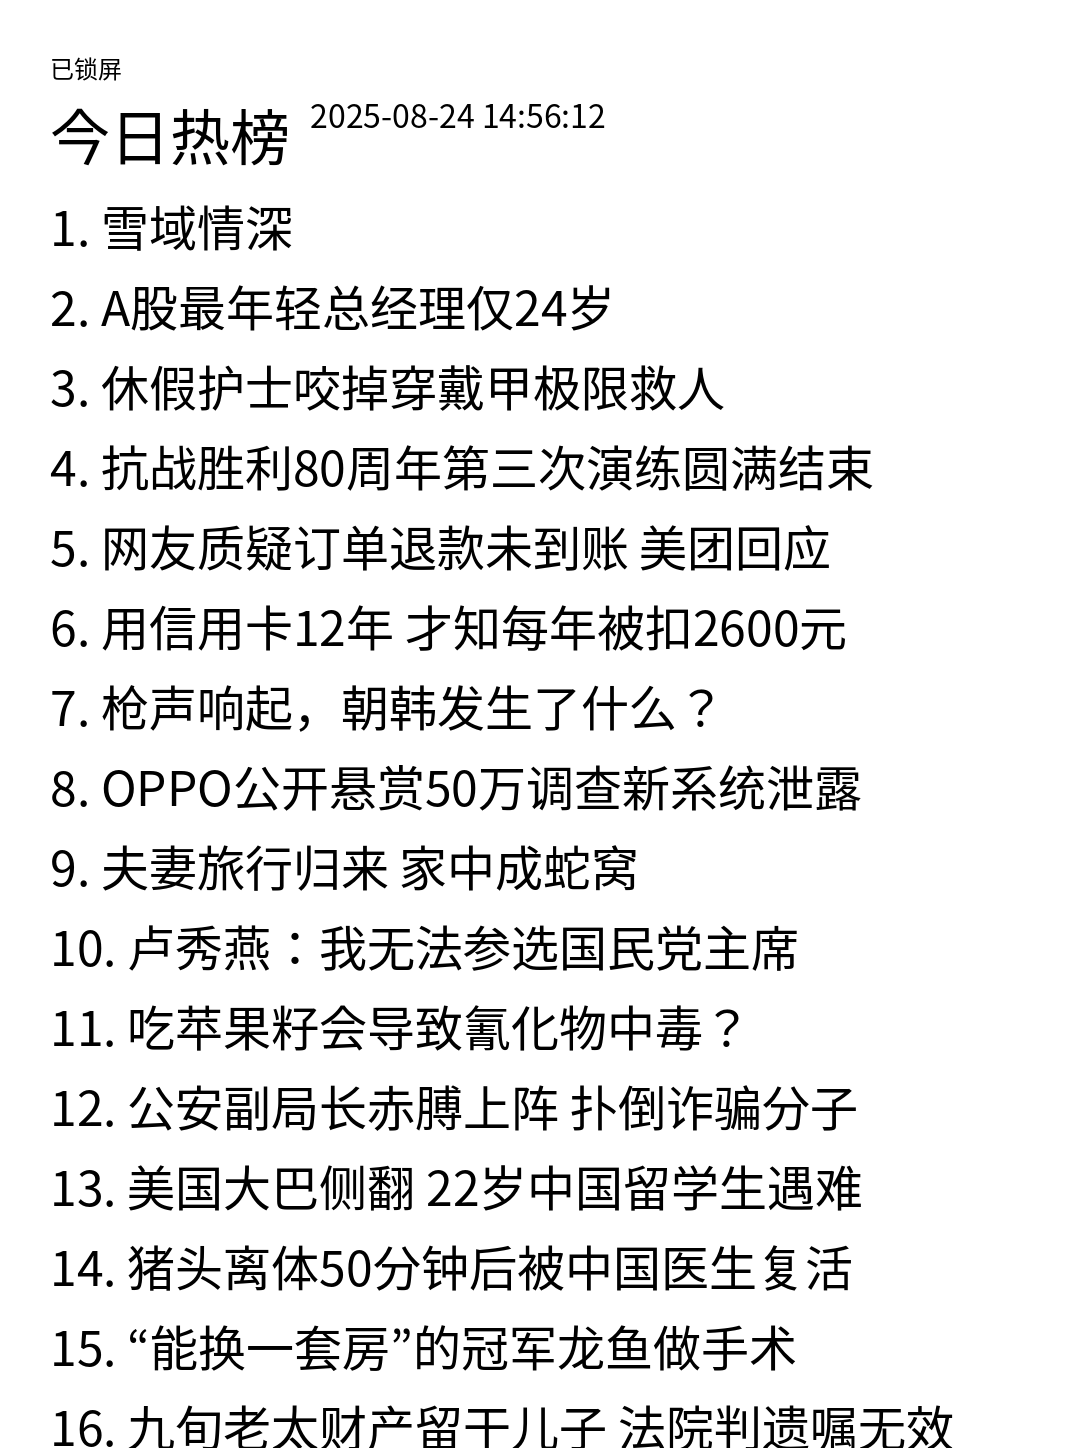 已锁屏
今日热榜 2025-08-24 14:56:12
1. 雪域情深
2. A股最年轻总经理仅24岁
3. 休假护士咬掉穿戴甲极限救人
4. 抗战胜利80周年第三次演练圆满结束
5. 网友质疑订单退款未到账 美团回应
6. 用信用卡12年 才知每年被扣2600元
7. 枪声响起，朝韩发生了什么？
8. OPPO公开悬赏50万调查新系统泄露
9. 夫妻旅行归来 家中成蛇窝
10. 卢秀燕：我无法参选国民党主席
11. 吃苹果籽会导致氰化物中毒？
12. 公安副局长赤膊上阵 扑倒诈骗分子
13. 美国大巴侧翻 22岁中国留学生遇难
14. 猪头离体50分钟后被中国医生复活
15. “能换一套房”的冠军龙鱼做手术
16. 九旬老太财产留干儿子 法院判遗嘱无效